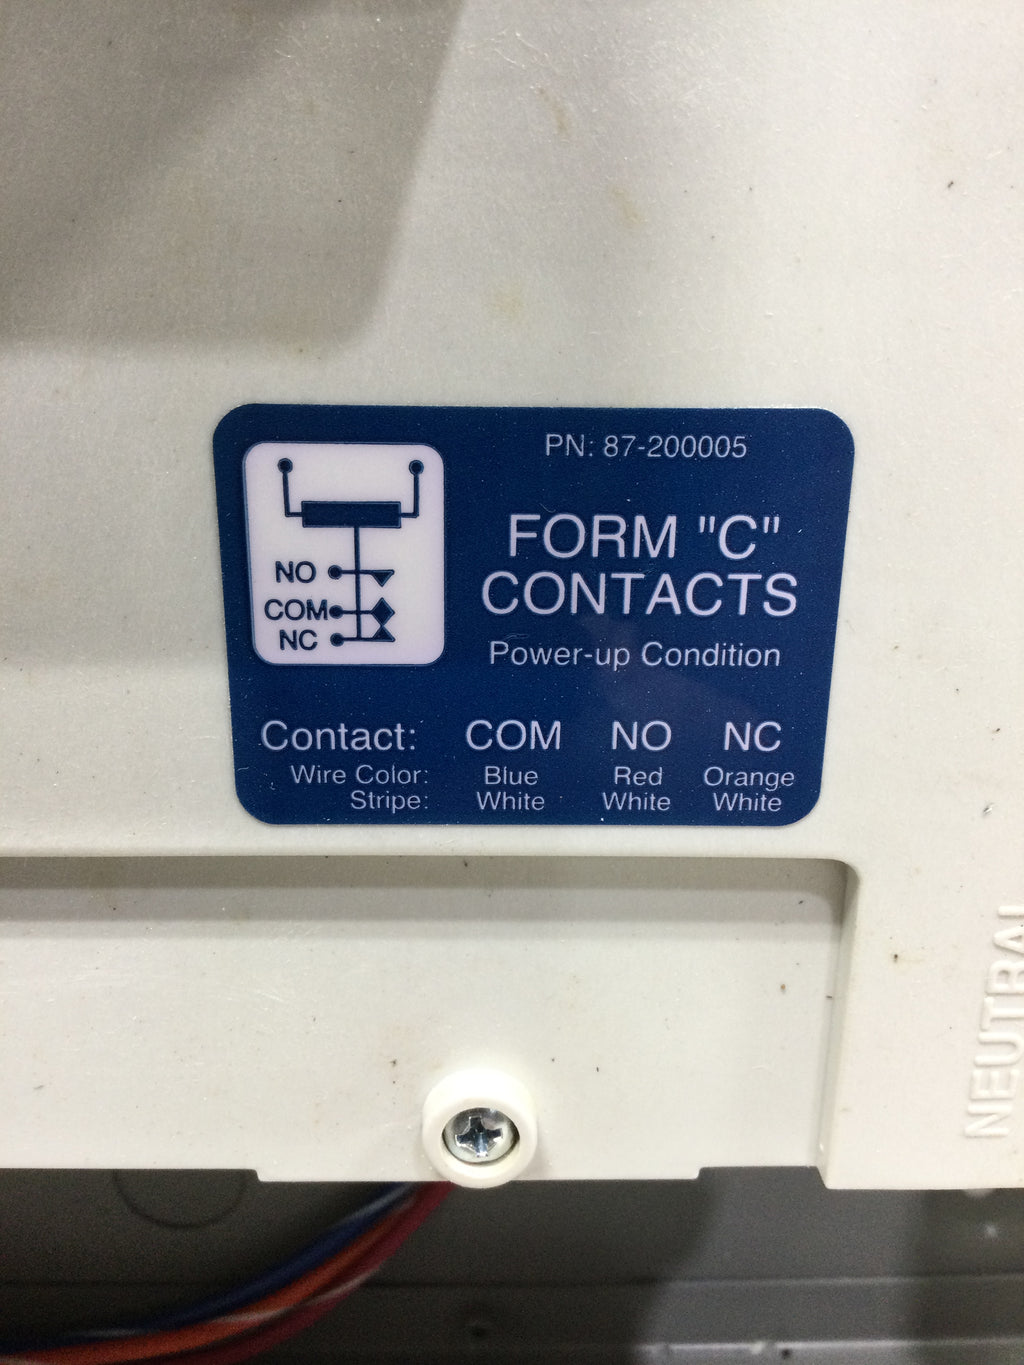 PN: 87-200005
NO
COM
NC
FORM "C"
CONTACTS
Power-up Condition
Contact: COM NO NC
Wire Color: Blue Red Orange
Stripe: White White White
NEUTRAL